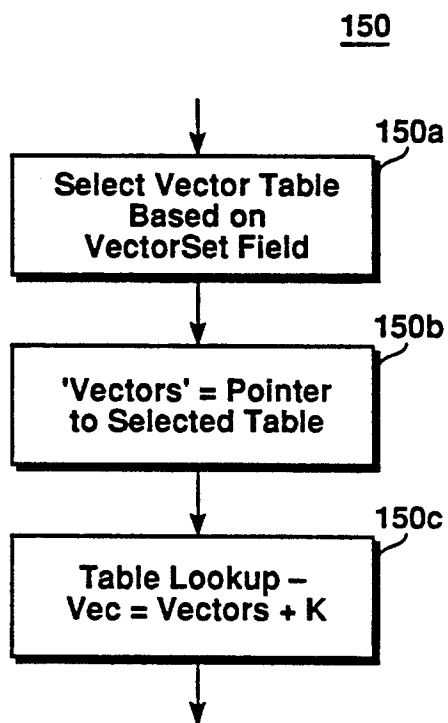 150
150a
Select Vector Table
Based on
VectorSet Field
150b
'Vectors' = Pointer
to Selected Table
150c
Table Lookup –
Vec = Vectors + K